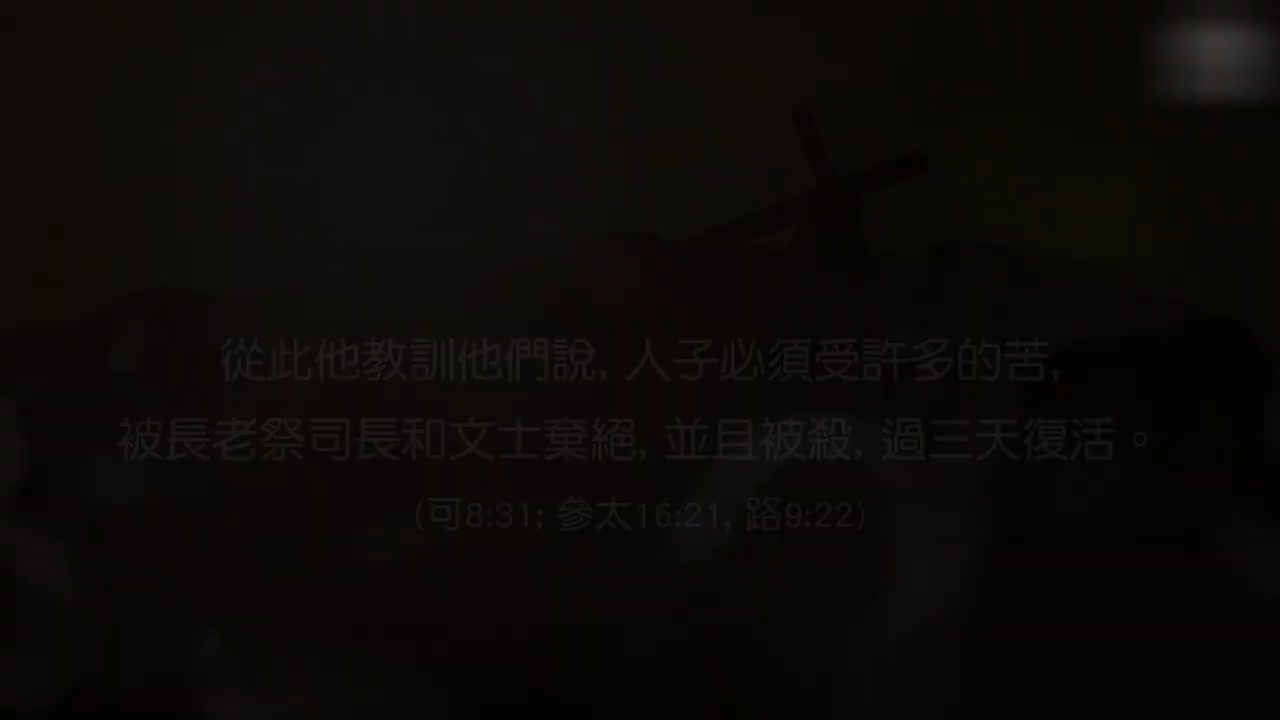 從此他教訓他們說, 人子必須受許多的苦,
被長老祭司長和文士棄絕, 並且被殺, 過三天復活。
(可8:31; 參太16:21, 路9:22)